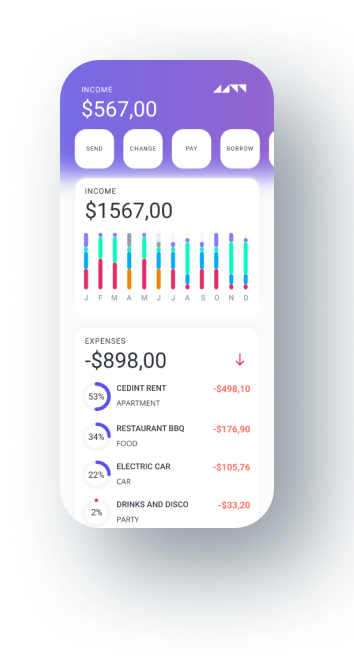 INCOME
$567,00
SEND CHANGE PAY BORROW
INCOME
$1567,00
J F M A M J J A S O N D
EXPENSES
-$898,00
53% CEDINT RENT -$498,10
APARTMENT
34% RESTAURANT BBQ -$176,90
FOOD
22% ELECTRIC CAR -$105,76
CAR
2% DRINKS AND DISCO -$33,20
PARTY